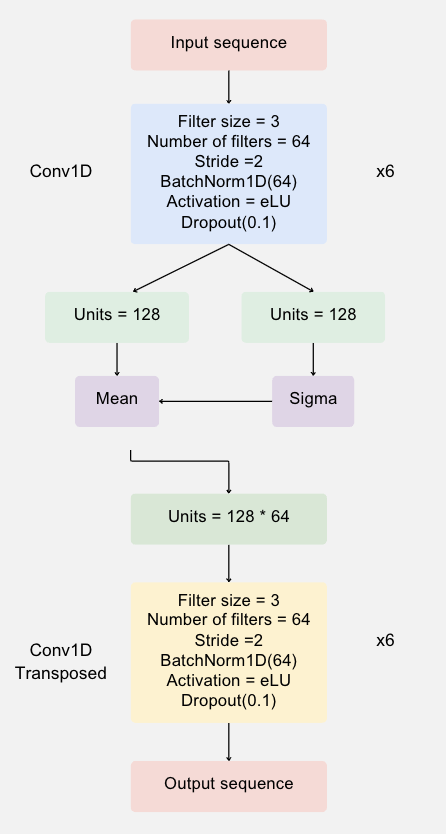 Input sequence
Conv1D
Filter size = 3
Number of filters = 64
Stride =2
BatchNorm1D(64)
Activation = eLU
Dropout(0.1)
x6
Units = 128
Units = 128
Mean
Sigma
Units = 128 * 64
Conv1D
Transposed
Filter size = 3
Number of filters = 64
Stride =2
BatchNorm1D(64)
Activation = eLU
Dropout(0.1)
x6
Output sequence